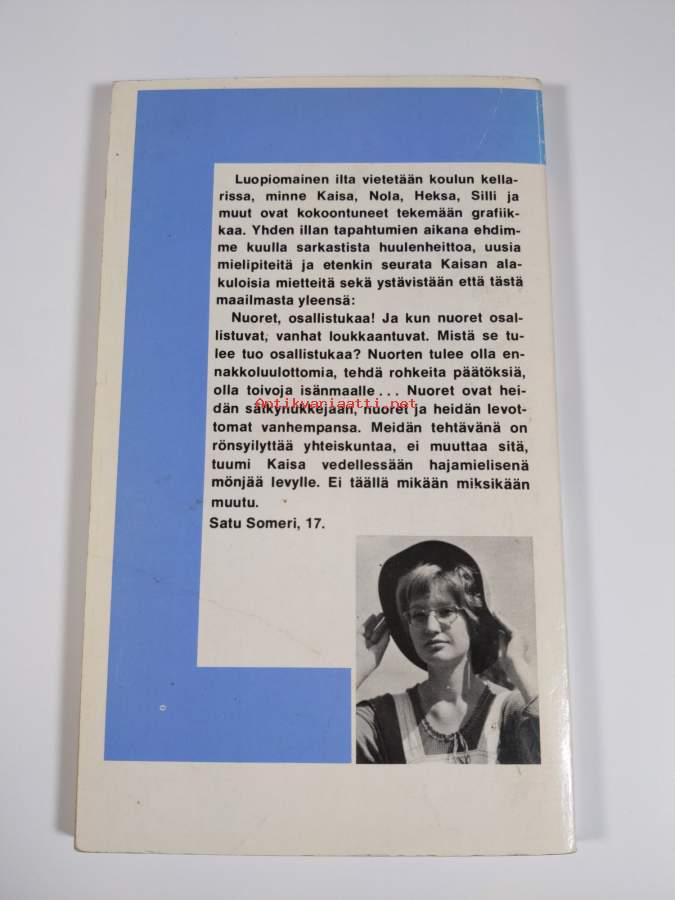 Luopiomainen ilta vietetään koulun kella-
rissa, minne Kaisa, Nola, Heksa, Silli ja
muut ovat kokoontuneet tekemään grafiik-
kaa. Yhden illan tapahtumien aikana ehdim-
me kuulla sarkastista huulenheittoa, uusia
mielipiteitä ja etenkin seurata Kaisan ala-
kuloisia mietteitä sekä ystävistään että tästä
maailmasta yleensä:
Nuoret, osallistukaa! Ja kun nuoret osal-
listuvat, vanhat loukkaantuvat. Mistä se tu-
lee tuo osallistukaa? Nuorten tulee olla en-
nakkoluulottomia, tehdä rohkeita päätöksiä,
olla toivoja isänmaalle... Nuoret ovat hei-
Antikvariaatti.net
dän sätkynukkejaan, nuoret ja heidän levot-
tomat vanhempansa. Meidän tehtävänä on
rönsyilyttää yhteiskuntaa, ei muuttaa sitä,
tuumi Kaisa vedellessään hajamielisenä
mönjää levylle. Ei täällä mikään miksikään
muutu.
Satu Someri, 17.